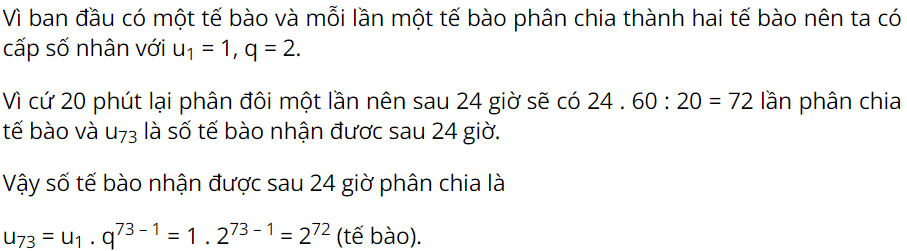 Vì ban đầu có một tế bào và mỗi lần một tế bào phân chia thành hai tế bào nên ta có
cấp số nhân với u₁ = 1, q = 2.
Vì cứ 20 phút lại phân đôi một lần nên sau 24 giờ sẽ có 24 . 60 : 20 = 72 lần phân chia
tế bào và u₇₃ là số tế bào nhận đươc sau 24 giờ.
Vậy số tế bào nhận được sau 24 giờ phân chia là
u₇₃ = u₁ . q⁷³ ⁻ ¹ = 1 . 2⁷³ ⁻ ¹ = 2⁷² (tế bào).